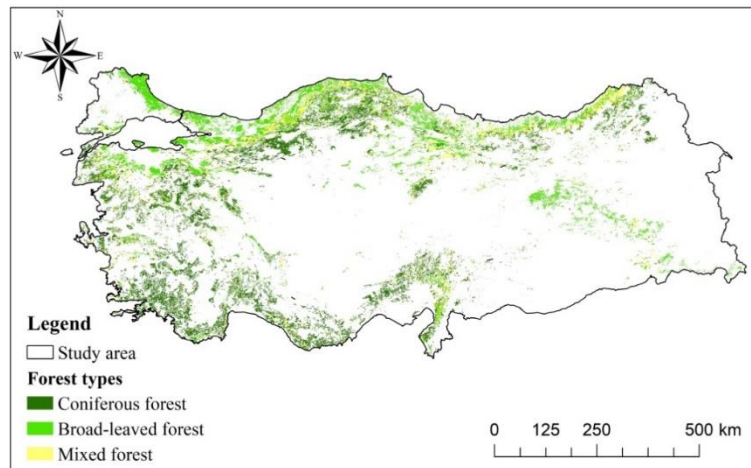 N
W E
S
Legend
Study area
Forest types
Coniferous forest
Broad-leaved forest
Mixed forest
0 125 250 500 km